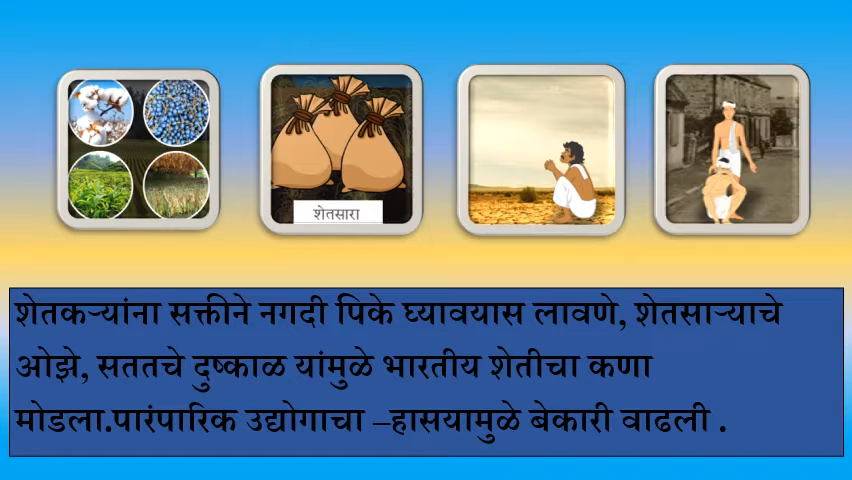 शेतसारा
शेतकऱ्यांना सक्तीने नगदी पिके घ्यावयास लावणे, शेतसाऱ्याचे
ओझे, सततचे दुष्काळ यांमुळे भारतीय शेतीचा कणा
मोडला.पारंपारिक उद्योगाचा –हासयामुळे बेकारी वाढली .